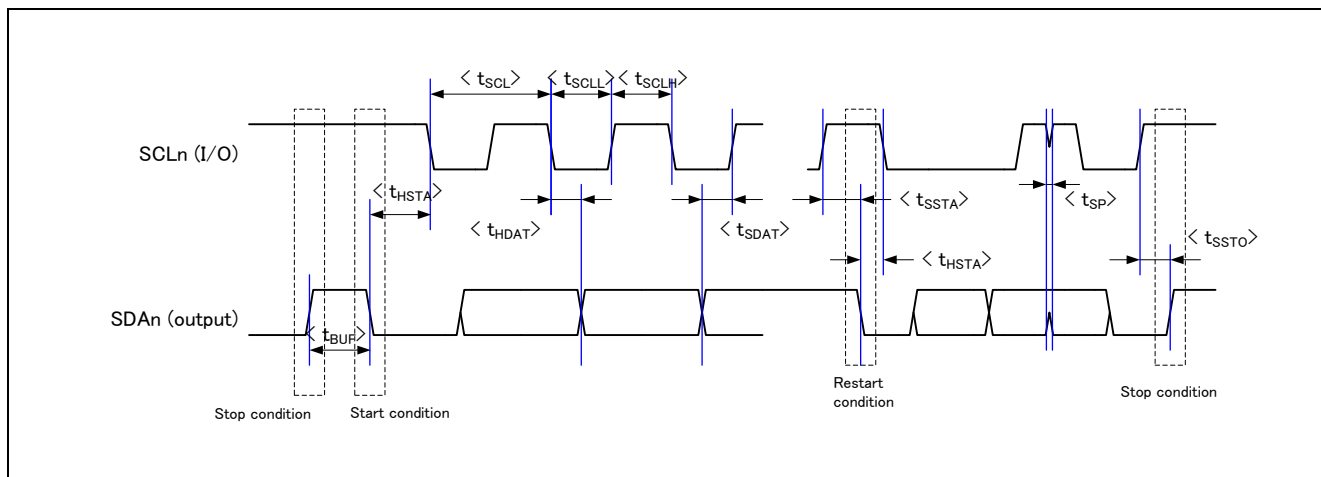 < tSCL> < tSCLL> < tSCLH>
SCLn (I/O)
< tHSTA>
< tSSTA>
< tSP>
< tHDAT>
< tSDAT>
< tSSTO>
< tHSTA>
SDAn (output)
< tBUF>
Stop condition
Start condition
Restart
condition
Stop condition